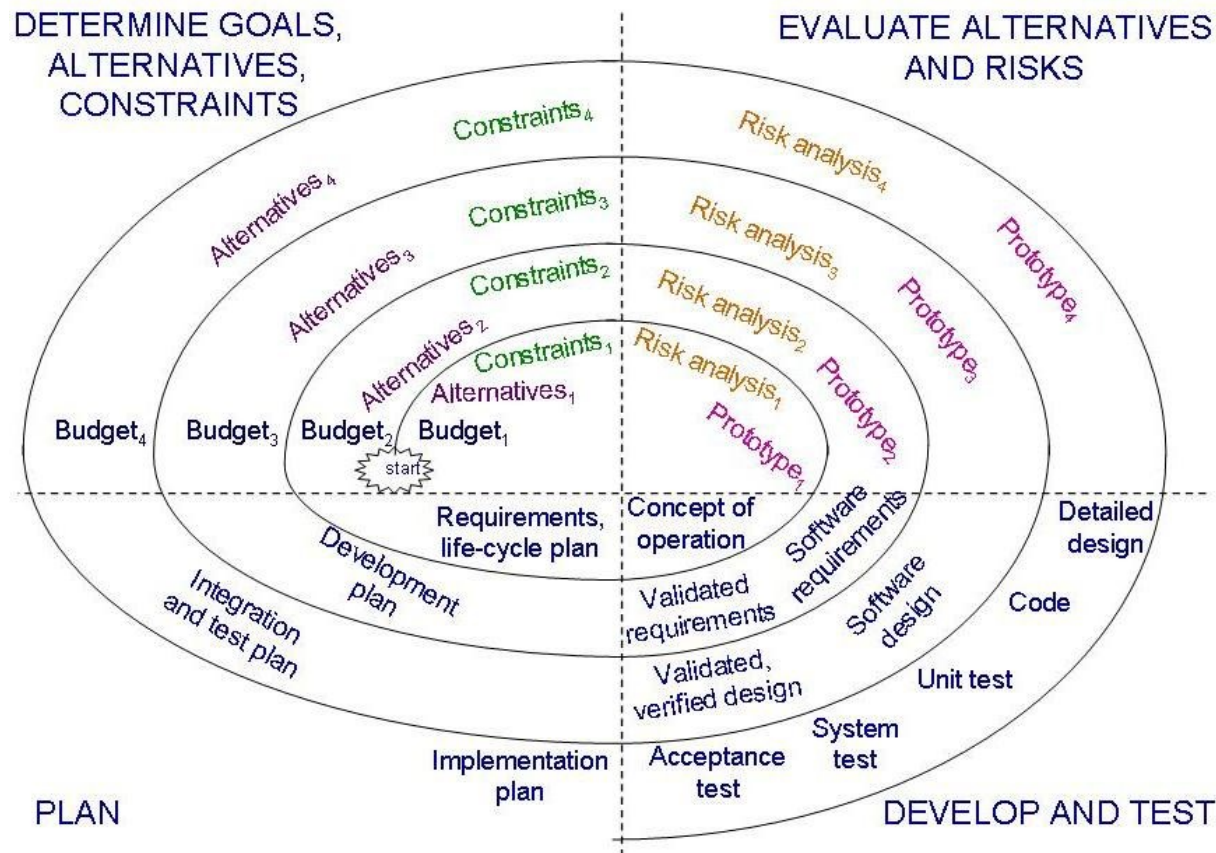 DETERMINE GOALS,
ALTERNATIVES,
CONSTRAINTS
EVALUATE ALTERNATIVES
AND RISKS
Constraints₄
Risk analysis₄
Alternatives₄
Constraints₃
Risk analysis₃
Prototype₄
Alternatives₃
Constraints₂
Risk analysis₂
Prototype₃
Alternatives₂
Constraints₁
Risk analysis₁
Prototype₂
Alternatives₁
Prototype₁
Budget₄
Budget₃
Budget₂
Budget₁
start
Requirements,
life-cycle plan
Concept of
operation
Software
requirements
Detailed
design
Development
plan
Validated
requirements
Software
design
Code
Integration
and test plan
Validated,
verified design
Unit test
Implementation
plan
Acceptance
test
System
test
PLAN
DEVELOP AND TEST